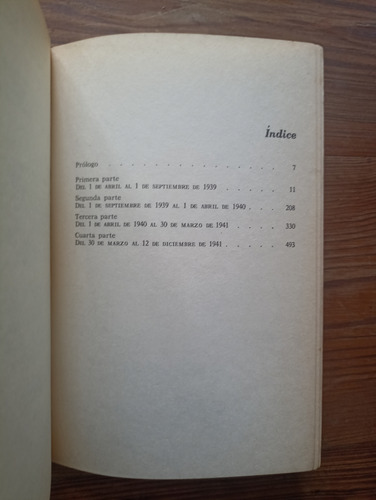 Índice
Prólogo . . . . . . . . . . . . . . . 7
Primera parte
DEL 1 DE ABRIL AL 1 DE SEPTIEMBRE DE 1939 . . . . . 11
Segunda parte
DEL 1 DE SEPTIEMBRE DE 1939 AL 1 DE ABRIL DE 1940 . . . 208
Tercera parte
DEL 1 DE ABRIL DE 1940 AL 30 DE MARZO DE 1941 . . . . 330
Cuarta parte
DEL 30 DE MARZO AL 12 DE DICIEMBRE DE 1941 . . . . . 493